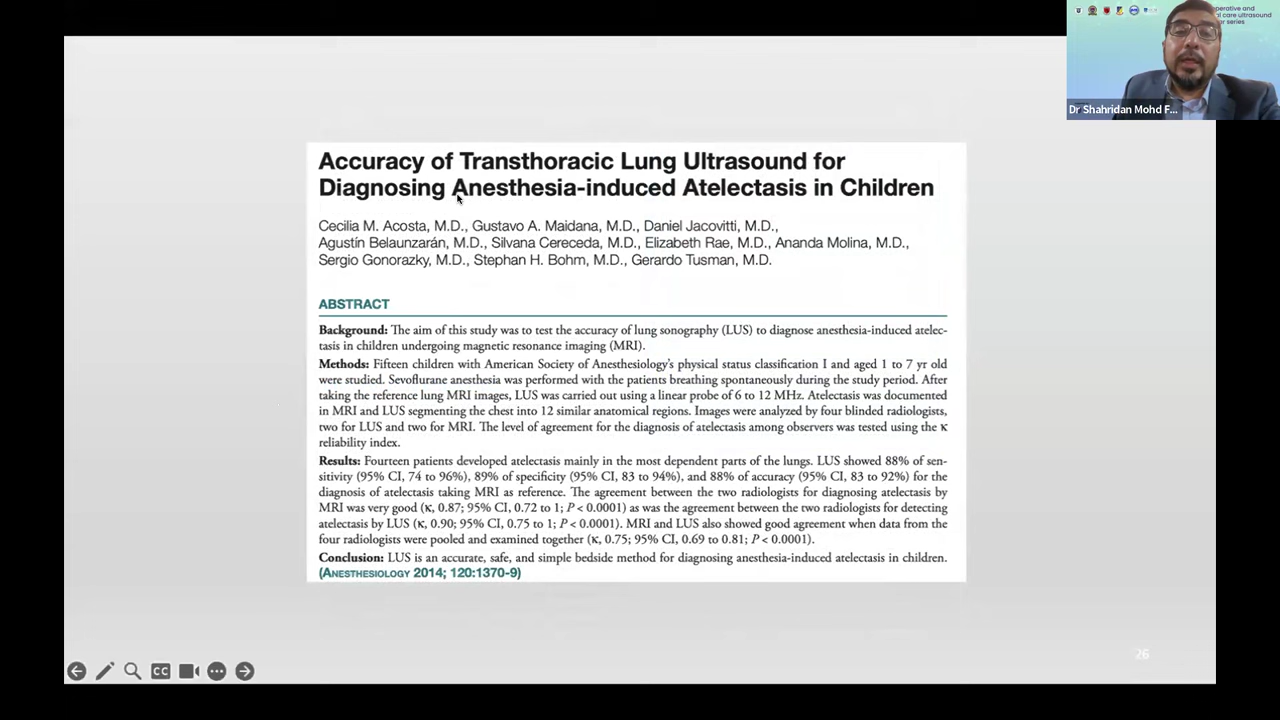 perative and
l care ultrasound
r series
Dr Shahridan Mohd F...
Accuracy of Transthoracic Lung Ultrasound for
Diagnosing Anesthesia-induced Atelectasis in Children
Cecilia M. Acosta, M.D., Gustavo A. Maidana, M.D., Daniel Jacovitti, M.D.,
Agustín Belaunzarán, M.D., Silvana Cereceda, M.D., Elizabeth Rae, M.D., Ananda Molina, M.D.,
Sergio Gonorazky, M.D., Stephan H. Bohm, M.D., Gerardo Tusman, M.D.
ABSTRACT
Background: The aim of this study was to test the accuracy of lung sonography (LUS) to diagnose anesthesia-induced atelec-
tasis in children undergoing magnetic resonance imaging (MRI).
Methods: Fifteen children with American Society of Anesthesiology's physical status classification I and aged 1 to 7 yr old
were studied. Sevoflurane anesthesia was performed with the patients breathing spontaneously during the study period. After
taking the reference lung MRI images, LUS was carried out using a linear probe of 6 to 12 MHz. Atelectasis was documented
in MRI and LUS segmenting the chest into 12 similar anatomical regions. Images were analyzed by four blinded radiologists,
two for LUS and two for MRI. The level of agreement for the diagnosis of atelectasis among observers was tested using the κ
reliability index.
Results: Fourteen patients developed atelectasis mainly in the most dependent parts of the lungs. LUS showed 88% of sen-
sitivity (95% CI, 74 to 96%), 89% of specificity (95% CI, 83 to 94%), and 88% of accuracy (95% CI, 83 to 92%) for the
diagnosis of atelectasis taking MRI as reference. The agreement between the two radiologists for diagnosing atelectasis by
MRI was very good (κ, 0.87; 95% CI, 0.72 to 1; P < 0.0001) as was the agreement between the two radiologists for detecting
atelectasis by LUS (κ, 0.90; 95% CI, 0.75 to 1; P < 0.0001). MRI and LUS also showed good agreement when data from the
four radiologists were pooled and examined together (κ, 0.75; 95% CI, 0.69 to 0.81; P < 0.0001).
Conclusion: LUS is an accurate, safe, and simple bedside method for diagnosing anesthesia-induced atelectasis in children.
(ANESTHESIOLOGY 2014; 120:1370-9)
26
CC